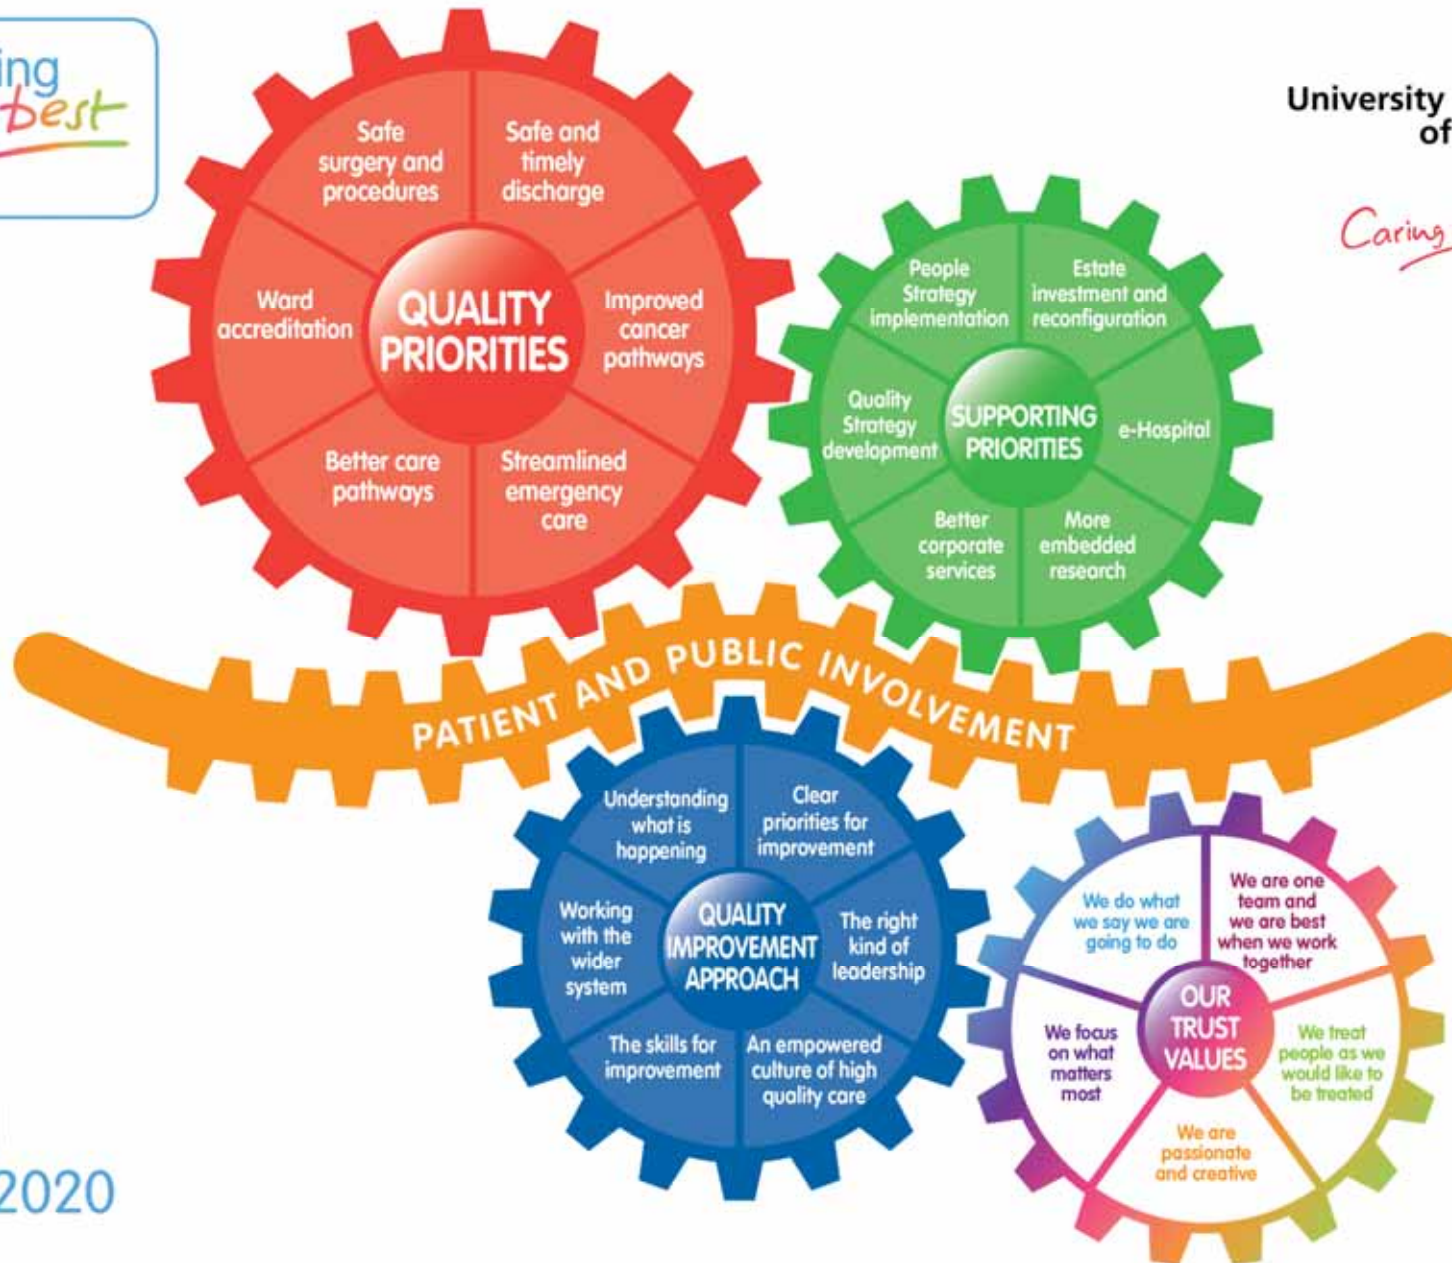 ing
best
University
of
Caring
Safe
surgery and
procedures
Safe and
timely
discharge
Ward
accreditation
QUALITY
PRIORITIES
Improved
cancer
pathways
Better care
pathways
Streamlined
emergency
care
People
Strategy
implementation
Estate
investment and
reconfiguration
Quality
Strategy
development
SUPPORTING
PRIORITIES
e-Hospital
Better
corporate
services
More
embedded
research
PATIENT AND PUBLIC INVOLVEMENT
Understanding
what is
happening
Clear
priorities for
improvement
Working
with the
wider
system
QUALITY
IMPROVEMENT
APPROACH
The right
kind of
leadership
The skills for
improvement
An empowered
culture of high
quality care
We do what
we say we are
going to do
We are one
team and
we are best
when we work
together
We focus
on what
matters
most
OUR
TRUST
VALUES
We treat
people as we
would like to
be treated
We are
passionate
and creative
2020